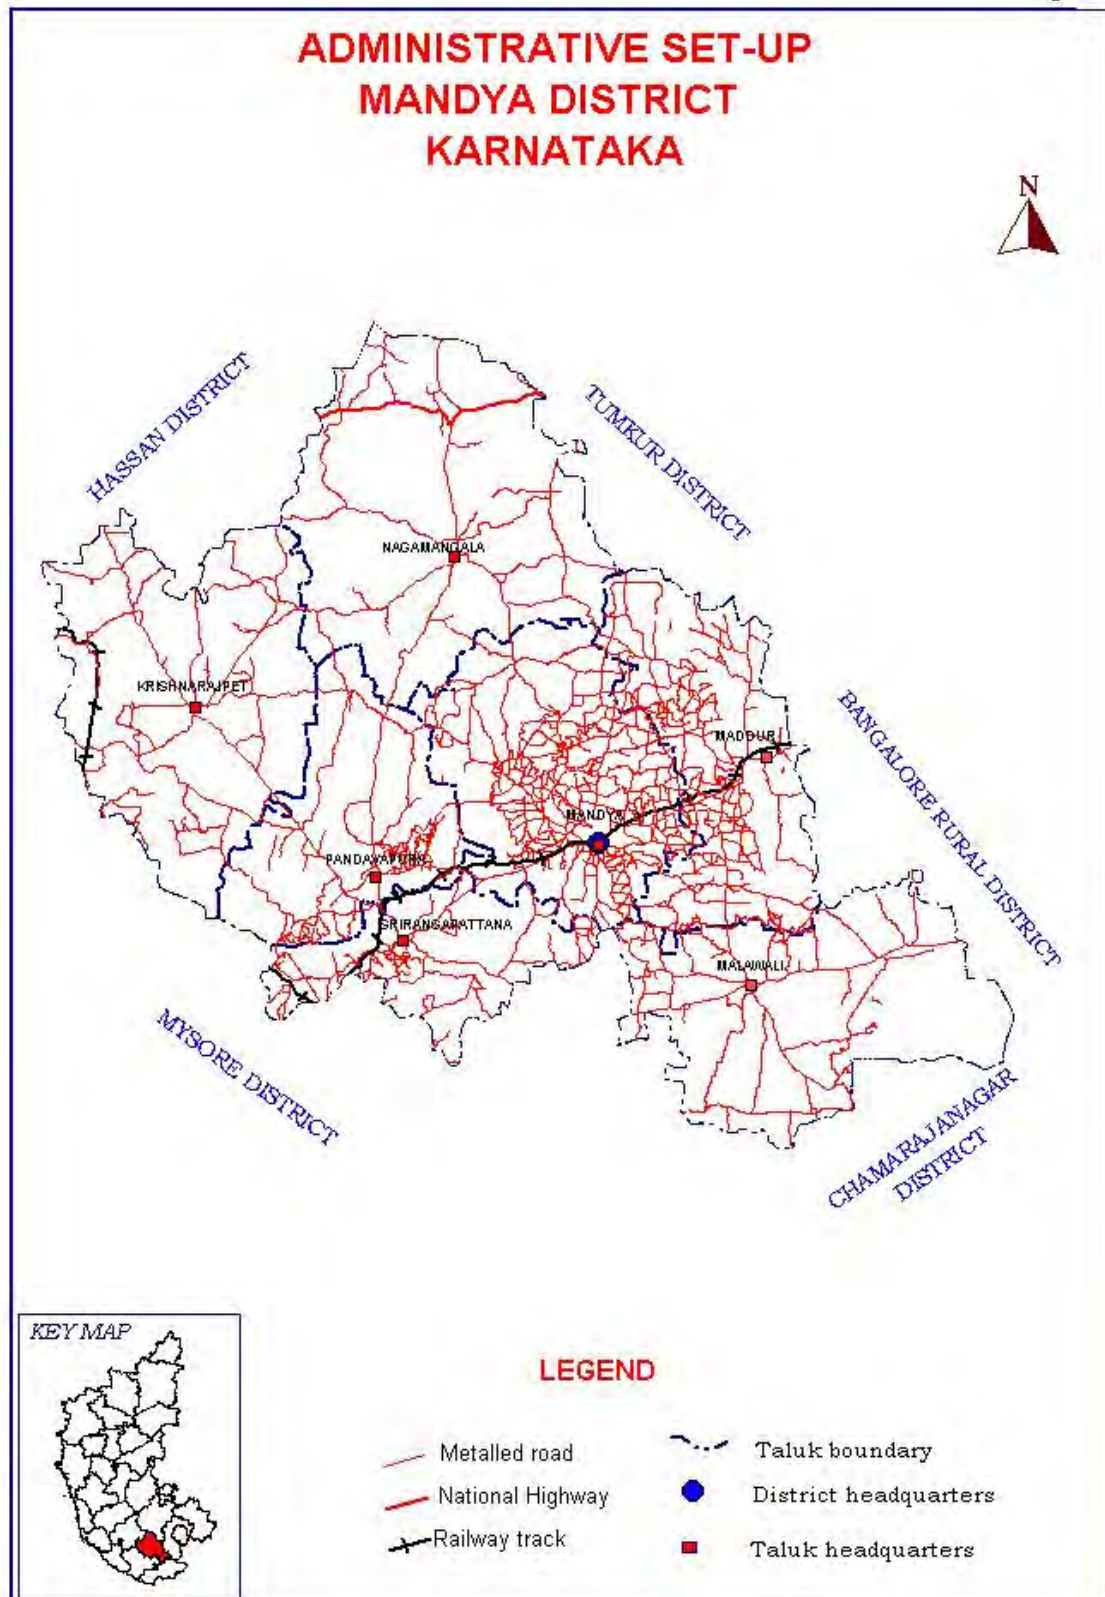 ADMINISTRATIVE SET-UP
MANDYA DISTRICT
KARNATAKA
N
HASSAN DISTRICT
TUMKUR DISTRICT
NAGAMANGALA
KRISHNARAJPET
BANGALORE RURAL DISTRICT
MADDUR
MANDYA
PANDAVAPURA
SRIRANGAPATTANA
MALAWALI
MYSORE DISTRICT
CHAMARAJANAGAR
DISTRICT
KEY MAP
LEGEND
Metalled road
National Highway
Railway track
Taluk boundary
District headquarters
Taluk headquarters